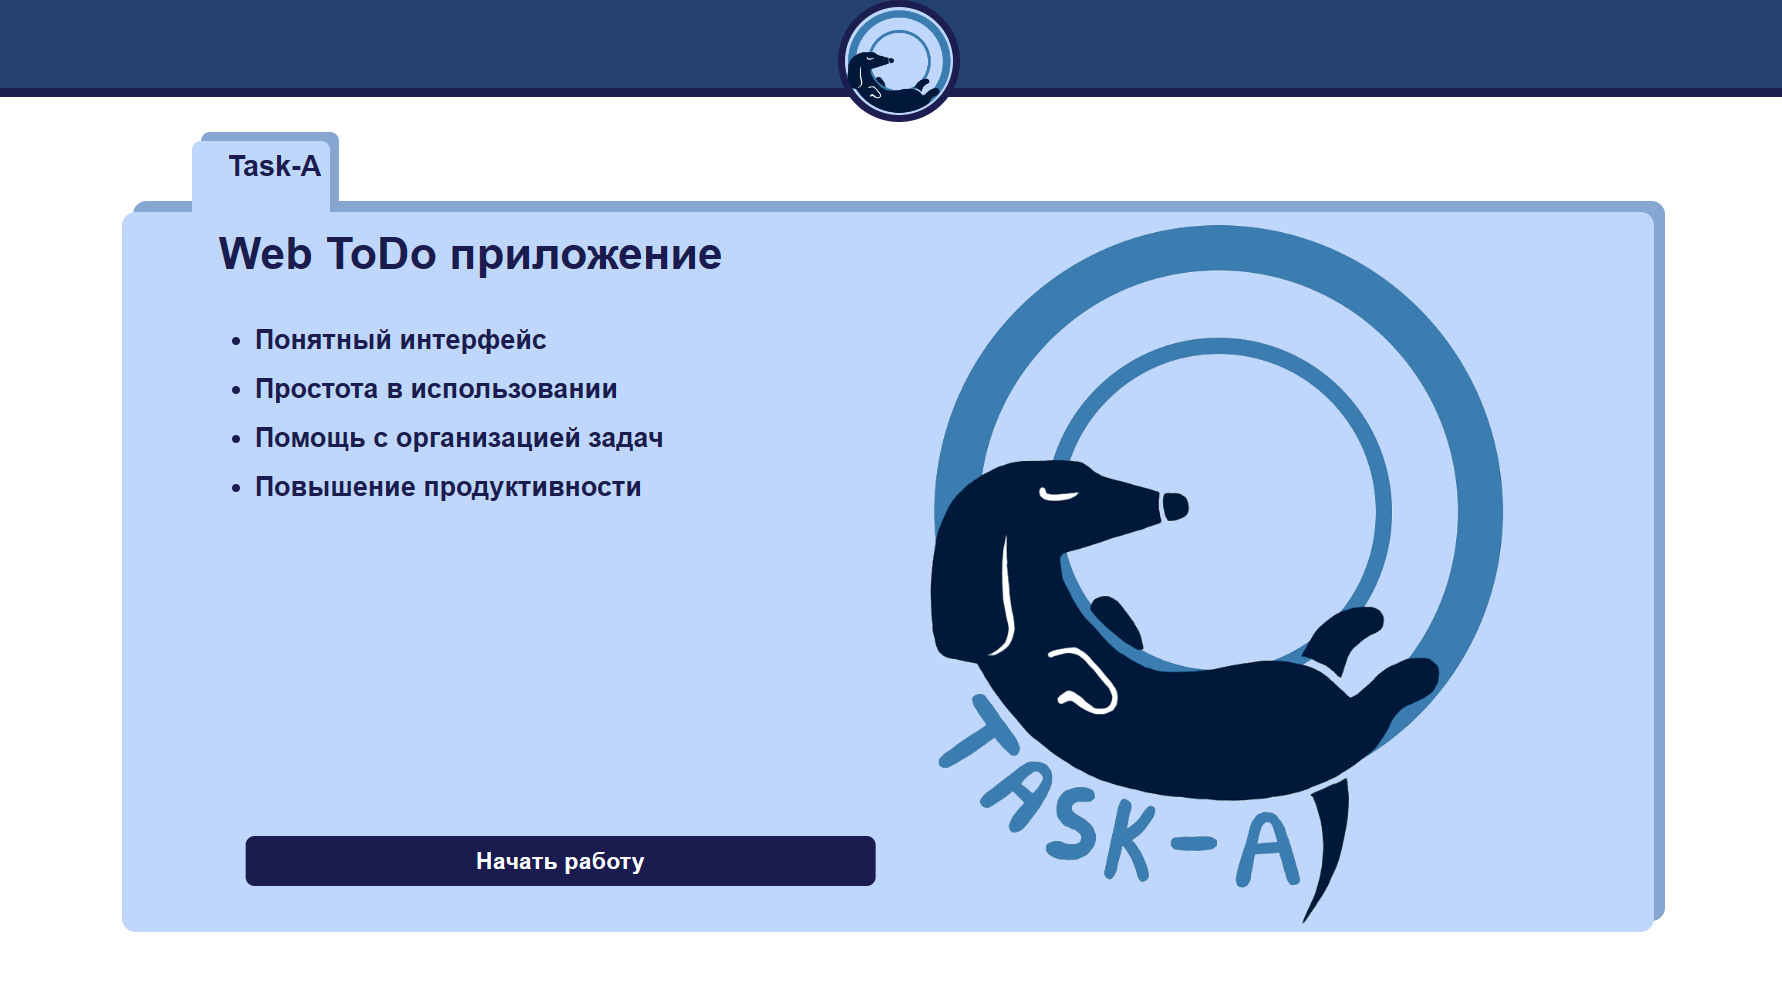 Task-A
Web ToDo приложение
Понятный интерфейс
Простота в использовании
Помощь с организацией задач
Повышение продуктивности
TASK-A
Начать работу